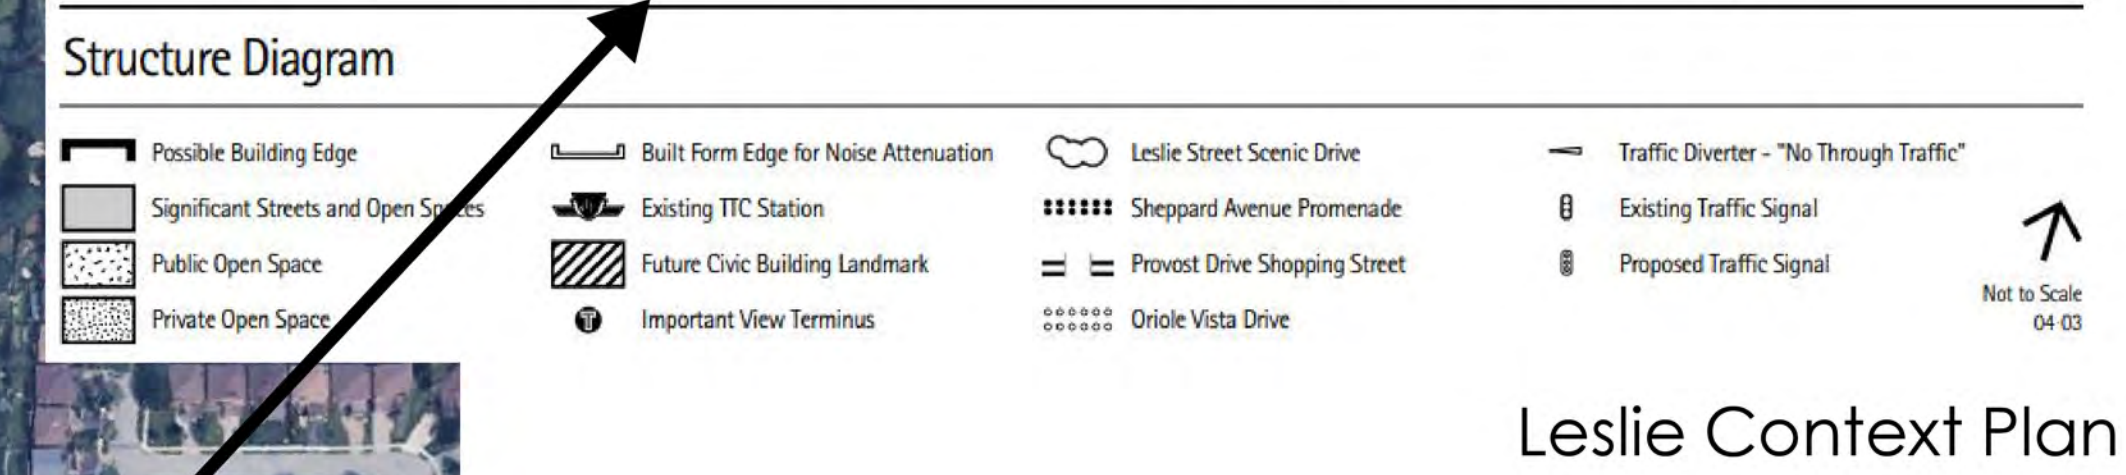 Structure Diagram
Possible Building Edge
Significant Streets and Open Spaces
Public Open Space
Private Open Space
Built Form Edge for Noise Attenuation
Existing TTC Station
Future Civic Building Landmark
T Important View Terminus
Leslie Street Scenic Drive
Sheppard Avenue Promenade
Provost Drive Shopping Street
Oriole Vista Drive
Traffic Diverter - "No Through Traffic"
Existing Traffic Signal
Proposed Traffic Signal
Not to Scale
04-03
Leslie Context Plan